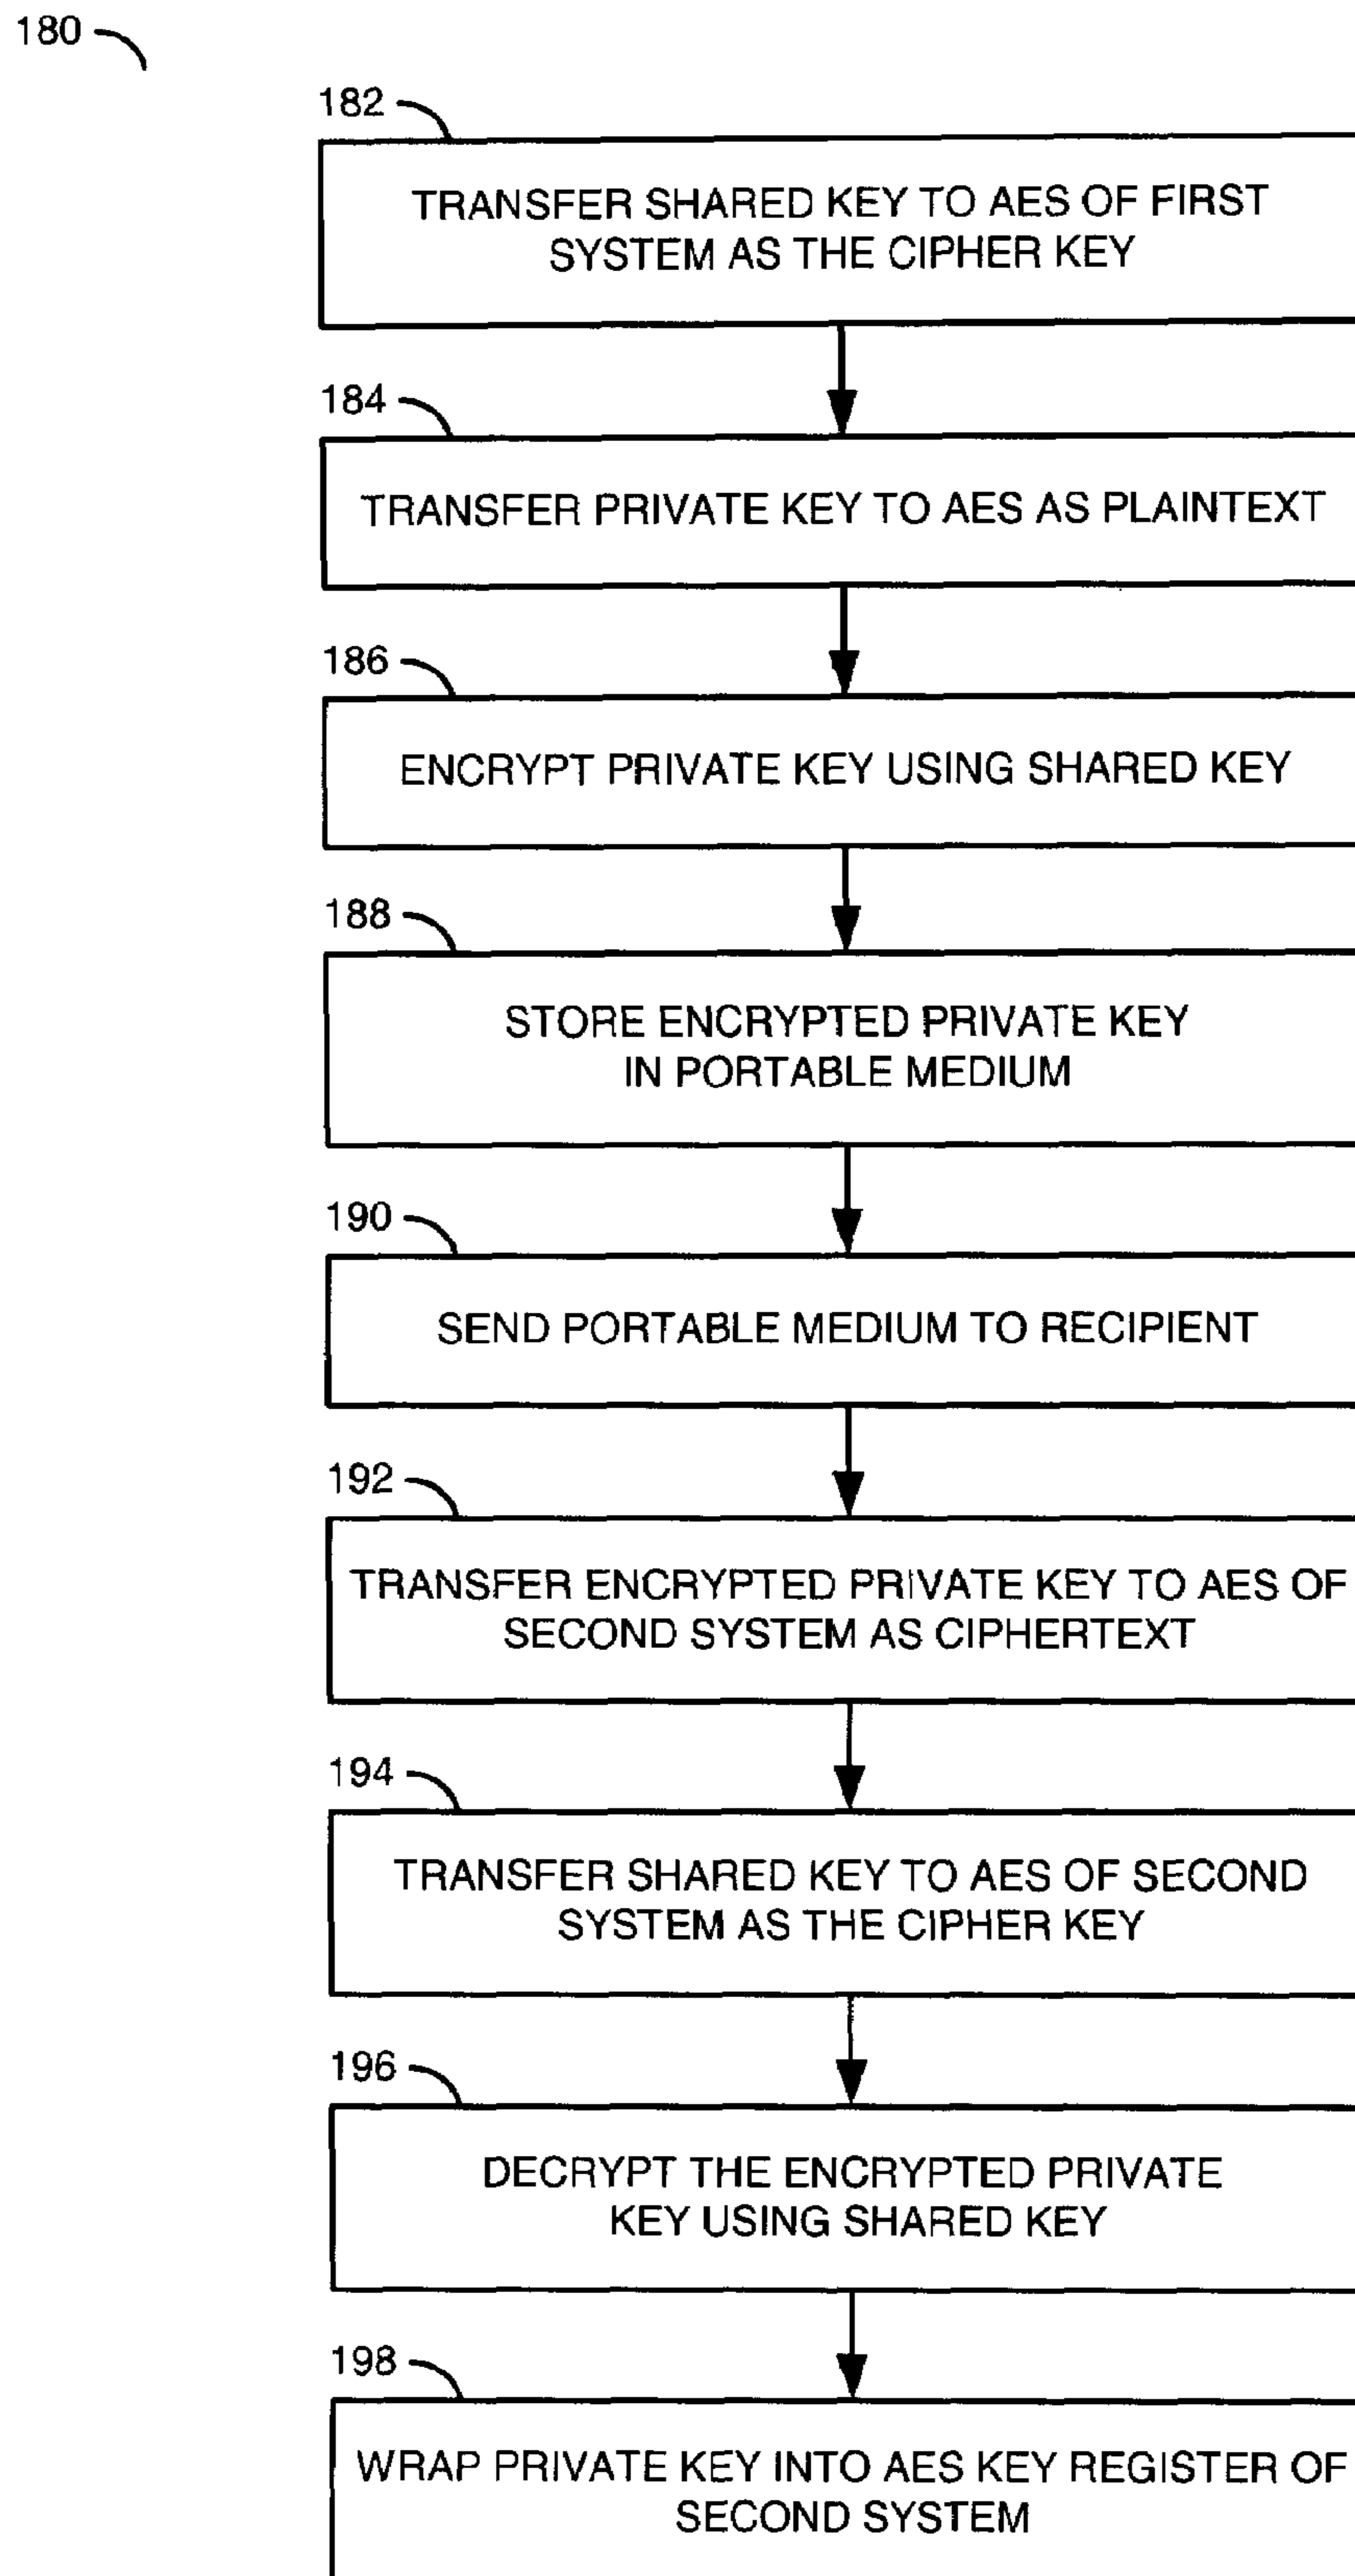 180
182
TRANSFER SHARED KEY TO AES OF FIRST
SYSTEM AS THE CIPHER KEY
184
TRANSFER PRIVATE KEY TO AES AS PLAINTEXT
186
ENCRYPT PRIVATE KEY USING SHARED KEY
188
STORE ENCRYPTED PRIVATE KEY
IN PORTABLE MEDIUM
190
SEND PORTABLE MEDIUM TO RECIPIENT
192
TRANSFER ENCRYPTED PRIVATE KEY TO AES OF
SECOND SYSTEM AS CIPHERTEXT
194
TRANSFER SHARED KEY TO AES OF SECOND
SYSTEM AS THE CIPHER KEY
196
DECRYPT THE ENCRYPTED PRIVATE
KEY USING SHARED KEY
198
WRAP PRIVATE KEY INTO AES KEY REGISTER OF
SECOND SYSTEM